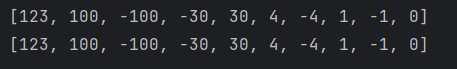 [123, 100, -100, -30, 30, 4, -4, 1, -1, 0]
[123, 100, -100, -30, 30, 4, -4, 1, -1, 0]